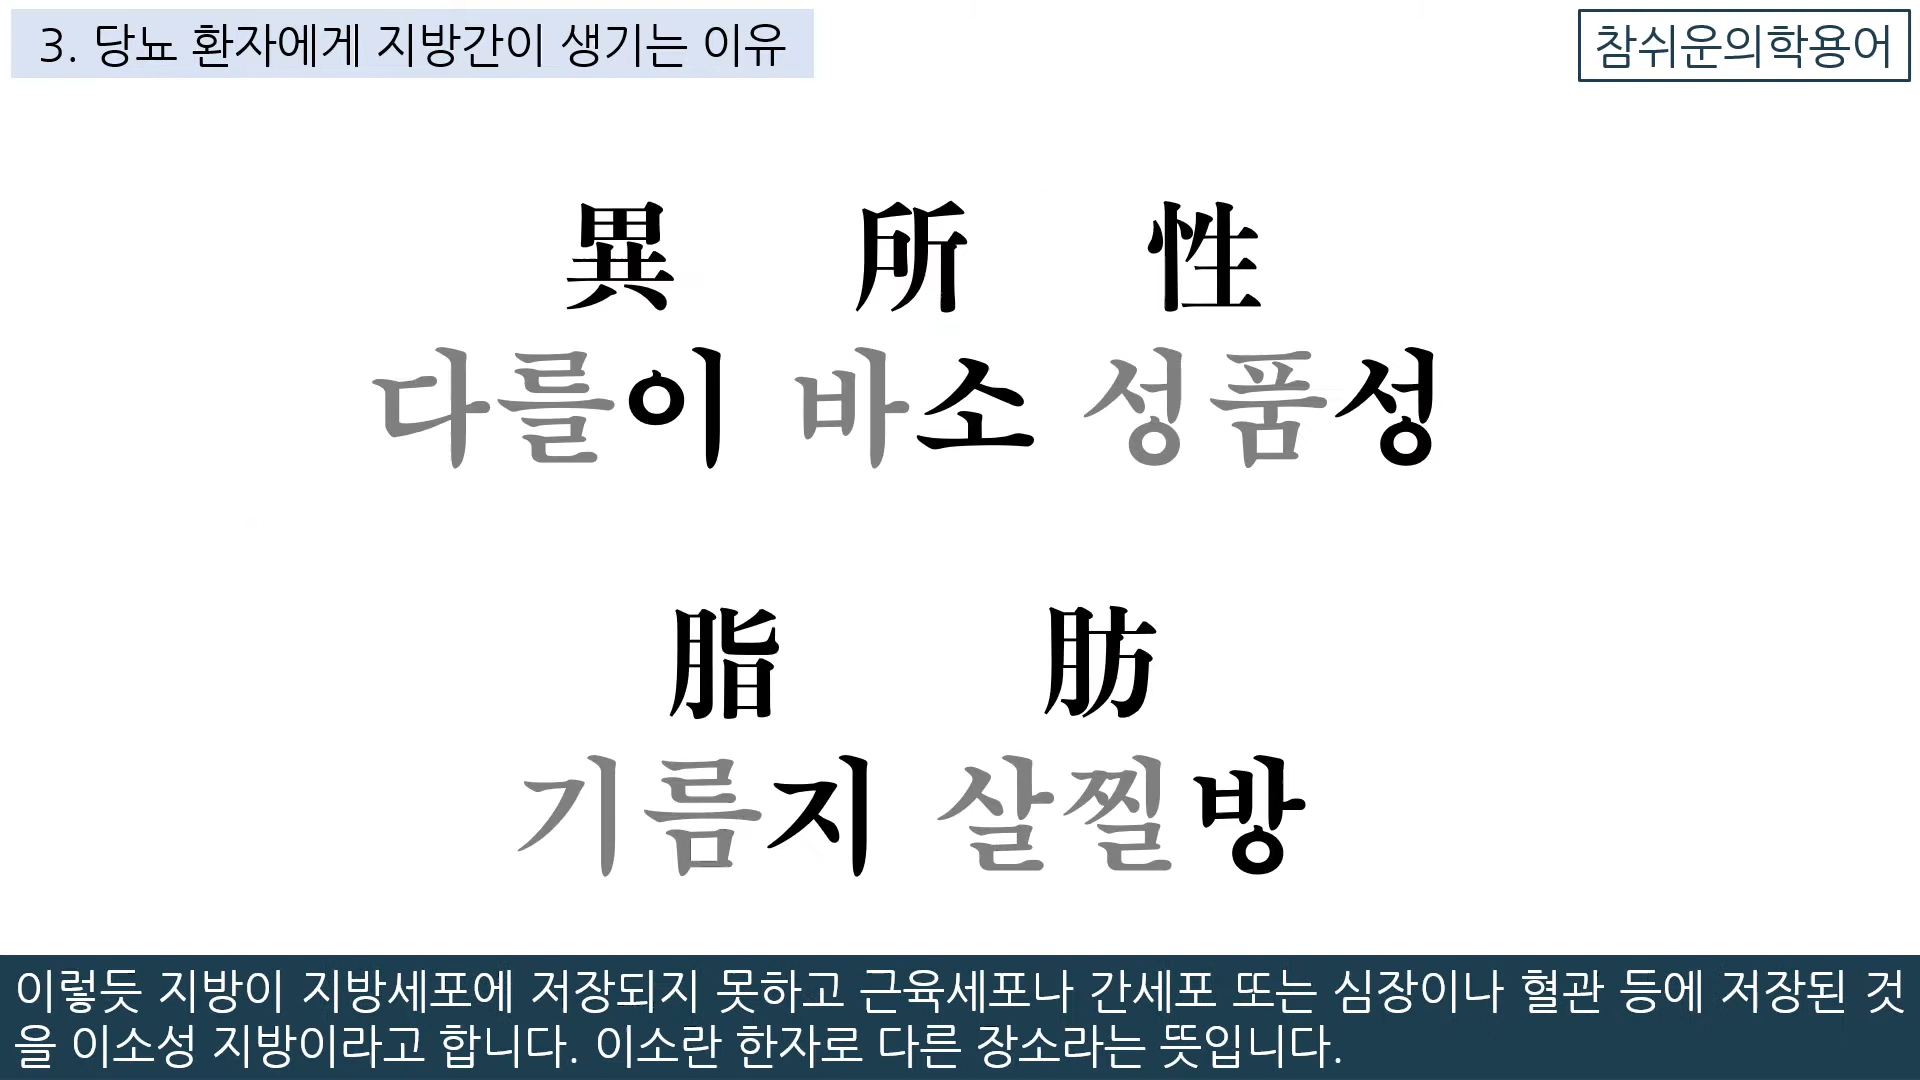 3. 당뇨 환자에게 지방간이 생기는 이유
참쉬운의학용어
異 所 性
다를이 바소 성품성
脂 肪
기름지 살찔방
이렇듯 지방이 지방세포에 저장되지 못하고 근육세포나 간세포 또는 심장이나 혈관 등에 저장된 것
을 이소성 지방이라고 합니다. 이소란 한자로 다른 장소라는 뜻입니다.